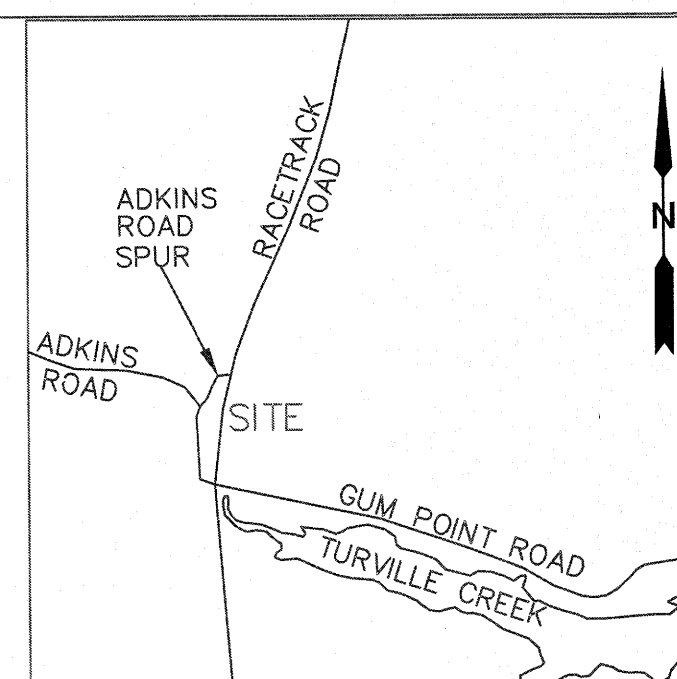 RACETRACK
ROAD
ADKINS
ROAD
SPUR
N
ADKINS
ROAD
SITE
GUM POINT ROAD
TURVILLE CREEK